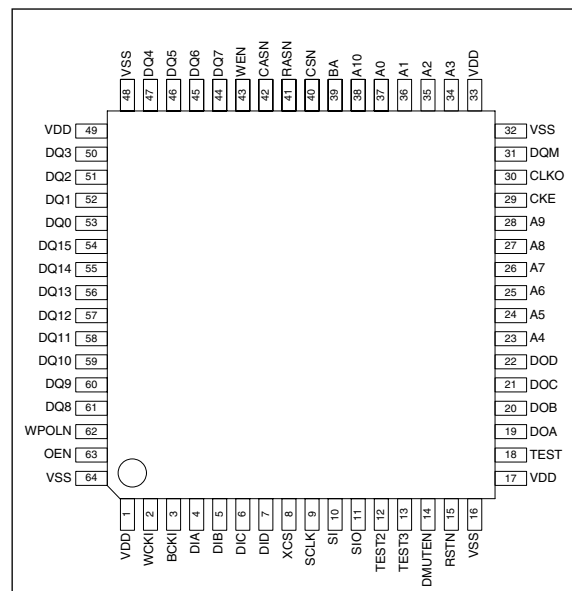 VSS DQ4 DQ5 DQ6 DQ7 WEN CASN RASN CSN BA A10 A0 A1 A2 A3 VDD
48 47 46 45 44 43 42 41 40 39 38 37 36 35 34 33
VDD 49
DQ3 50
DQ2 51
DQ1 52
DQ0 53
DQ15 54
DQ14 55
DQ13 56
DQ12 57
DQ11 58
DQ10 59
DQ9 60
DQ8 61
WPOLN 62
OEN 63
VSS 64
32 VSS
31 DQM
30 CLKO
29 CKE
28 A9
27 A8
26 A7
25 A6
24 A5
23 A4
22 DOD
21 DOC
20 DOB
19 DOA
18 TEST
17 VDD
1 2 3 4 5 6 7 8 9 10 11 12 13 14 15 16
VDD WCKI BCKI DIA DIB DIC DID XCS SCLK SI SIO TEST2 TEST3 DMUTEN RSTN VSS